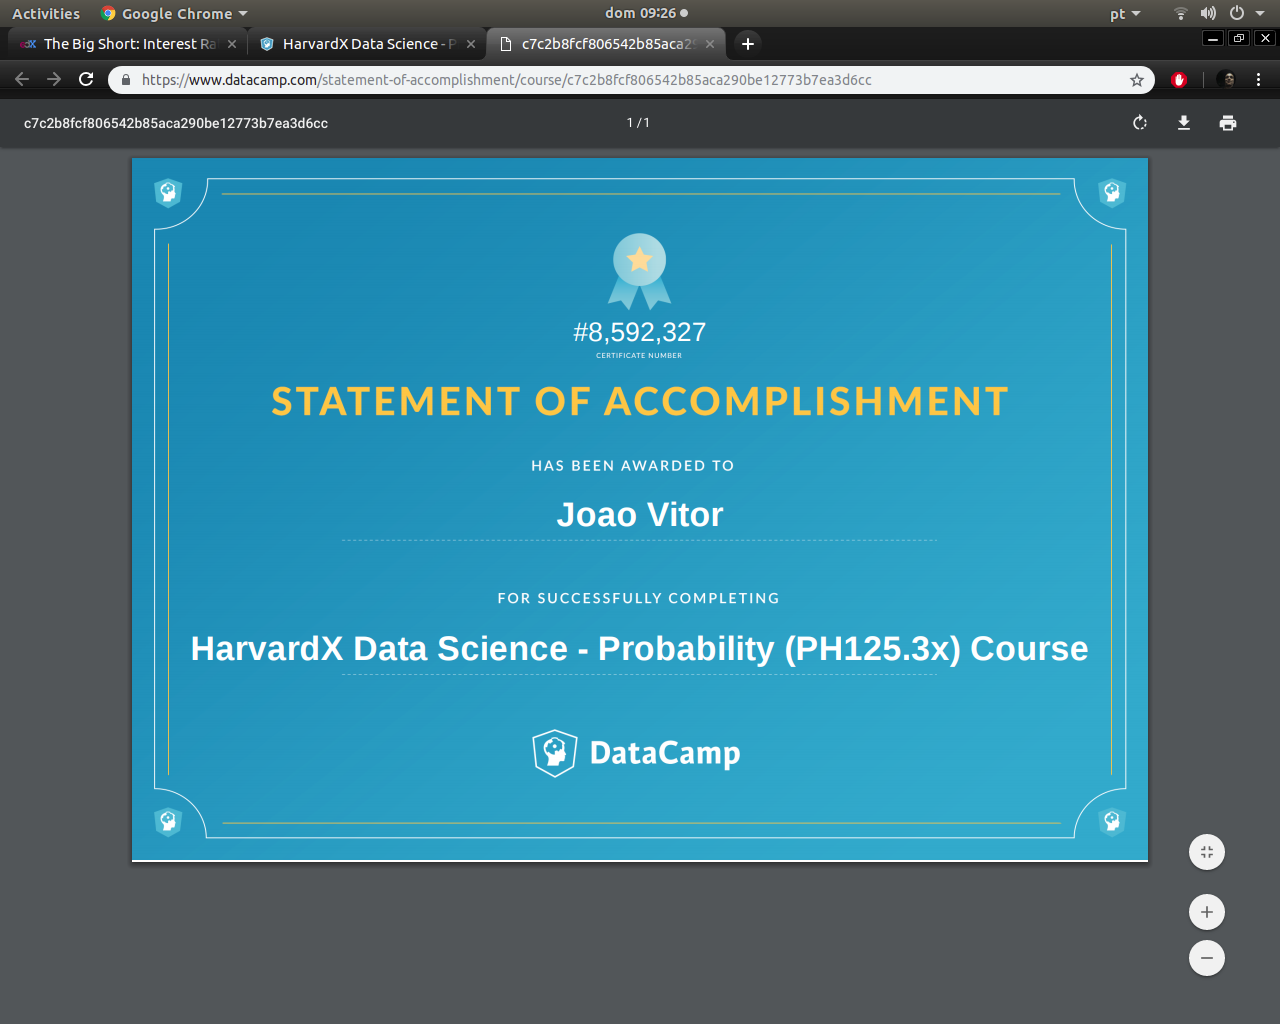 Activities Google Chrome dom 09:26 pt
edX The Big Short: Interest Ra HarvardX Data Science - P c7c2b8fcf806542b85aca29
https://www.datacamp.com/statement-of-accomplishment/course/c7c2b8fcf806542b85aca290be12773b7ea3d6cc
c7c2b8fcf806542b85aca290be12773b7ea3d6cc 1 / 1
#8,592,327
CERTIFICATE NUMBER
STATEMENT OF ACCOMPLISHMENT
HAS BEEN AWARDED TO
Joao Vitor
FOR SUCCESSFULLY COMPLETING
HarvardX Data Science - Probability (PH125.3x) Course
DataCamp